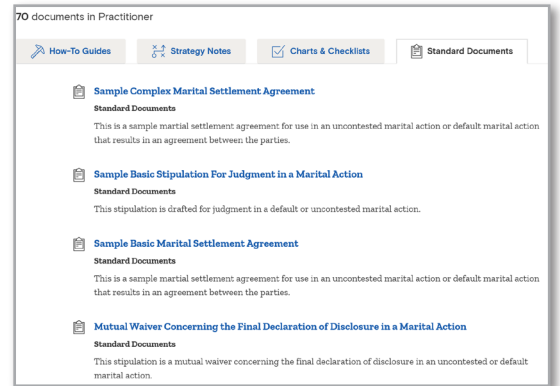 70 documents in Practitioner
How-To Guides
Strategy Notes
Charts & Checklists
Standard Documents
Sample Complex Marital Settlement Agreement
Standard Documents
This is a sample martial settlement agreement for use in an uncontested marital action or default marital action
that results in an agreement between the parties.
Sample Basic Stipulation For Judgment in a Marital Action
Standard Documents
This stipulation is drafted for judgment in a default or uncontested marital action.
Sample Basic Marital Settlement Agreement
Standard Documents
This is a sample martial settlement agreement for use in an uncontested marital action or default marital action
that results in an agreement between the parties.
Mutual Waiver Concerning the Final Declaration of Disclosure in a Marital Action
Standard Documents
This stipulation is a mutual waiver concerning the final declaration of disclosure in an uncontested or default
marital action.